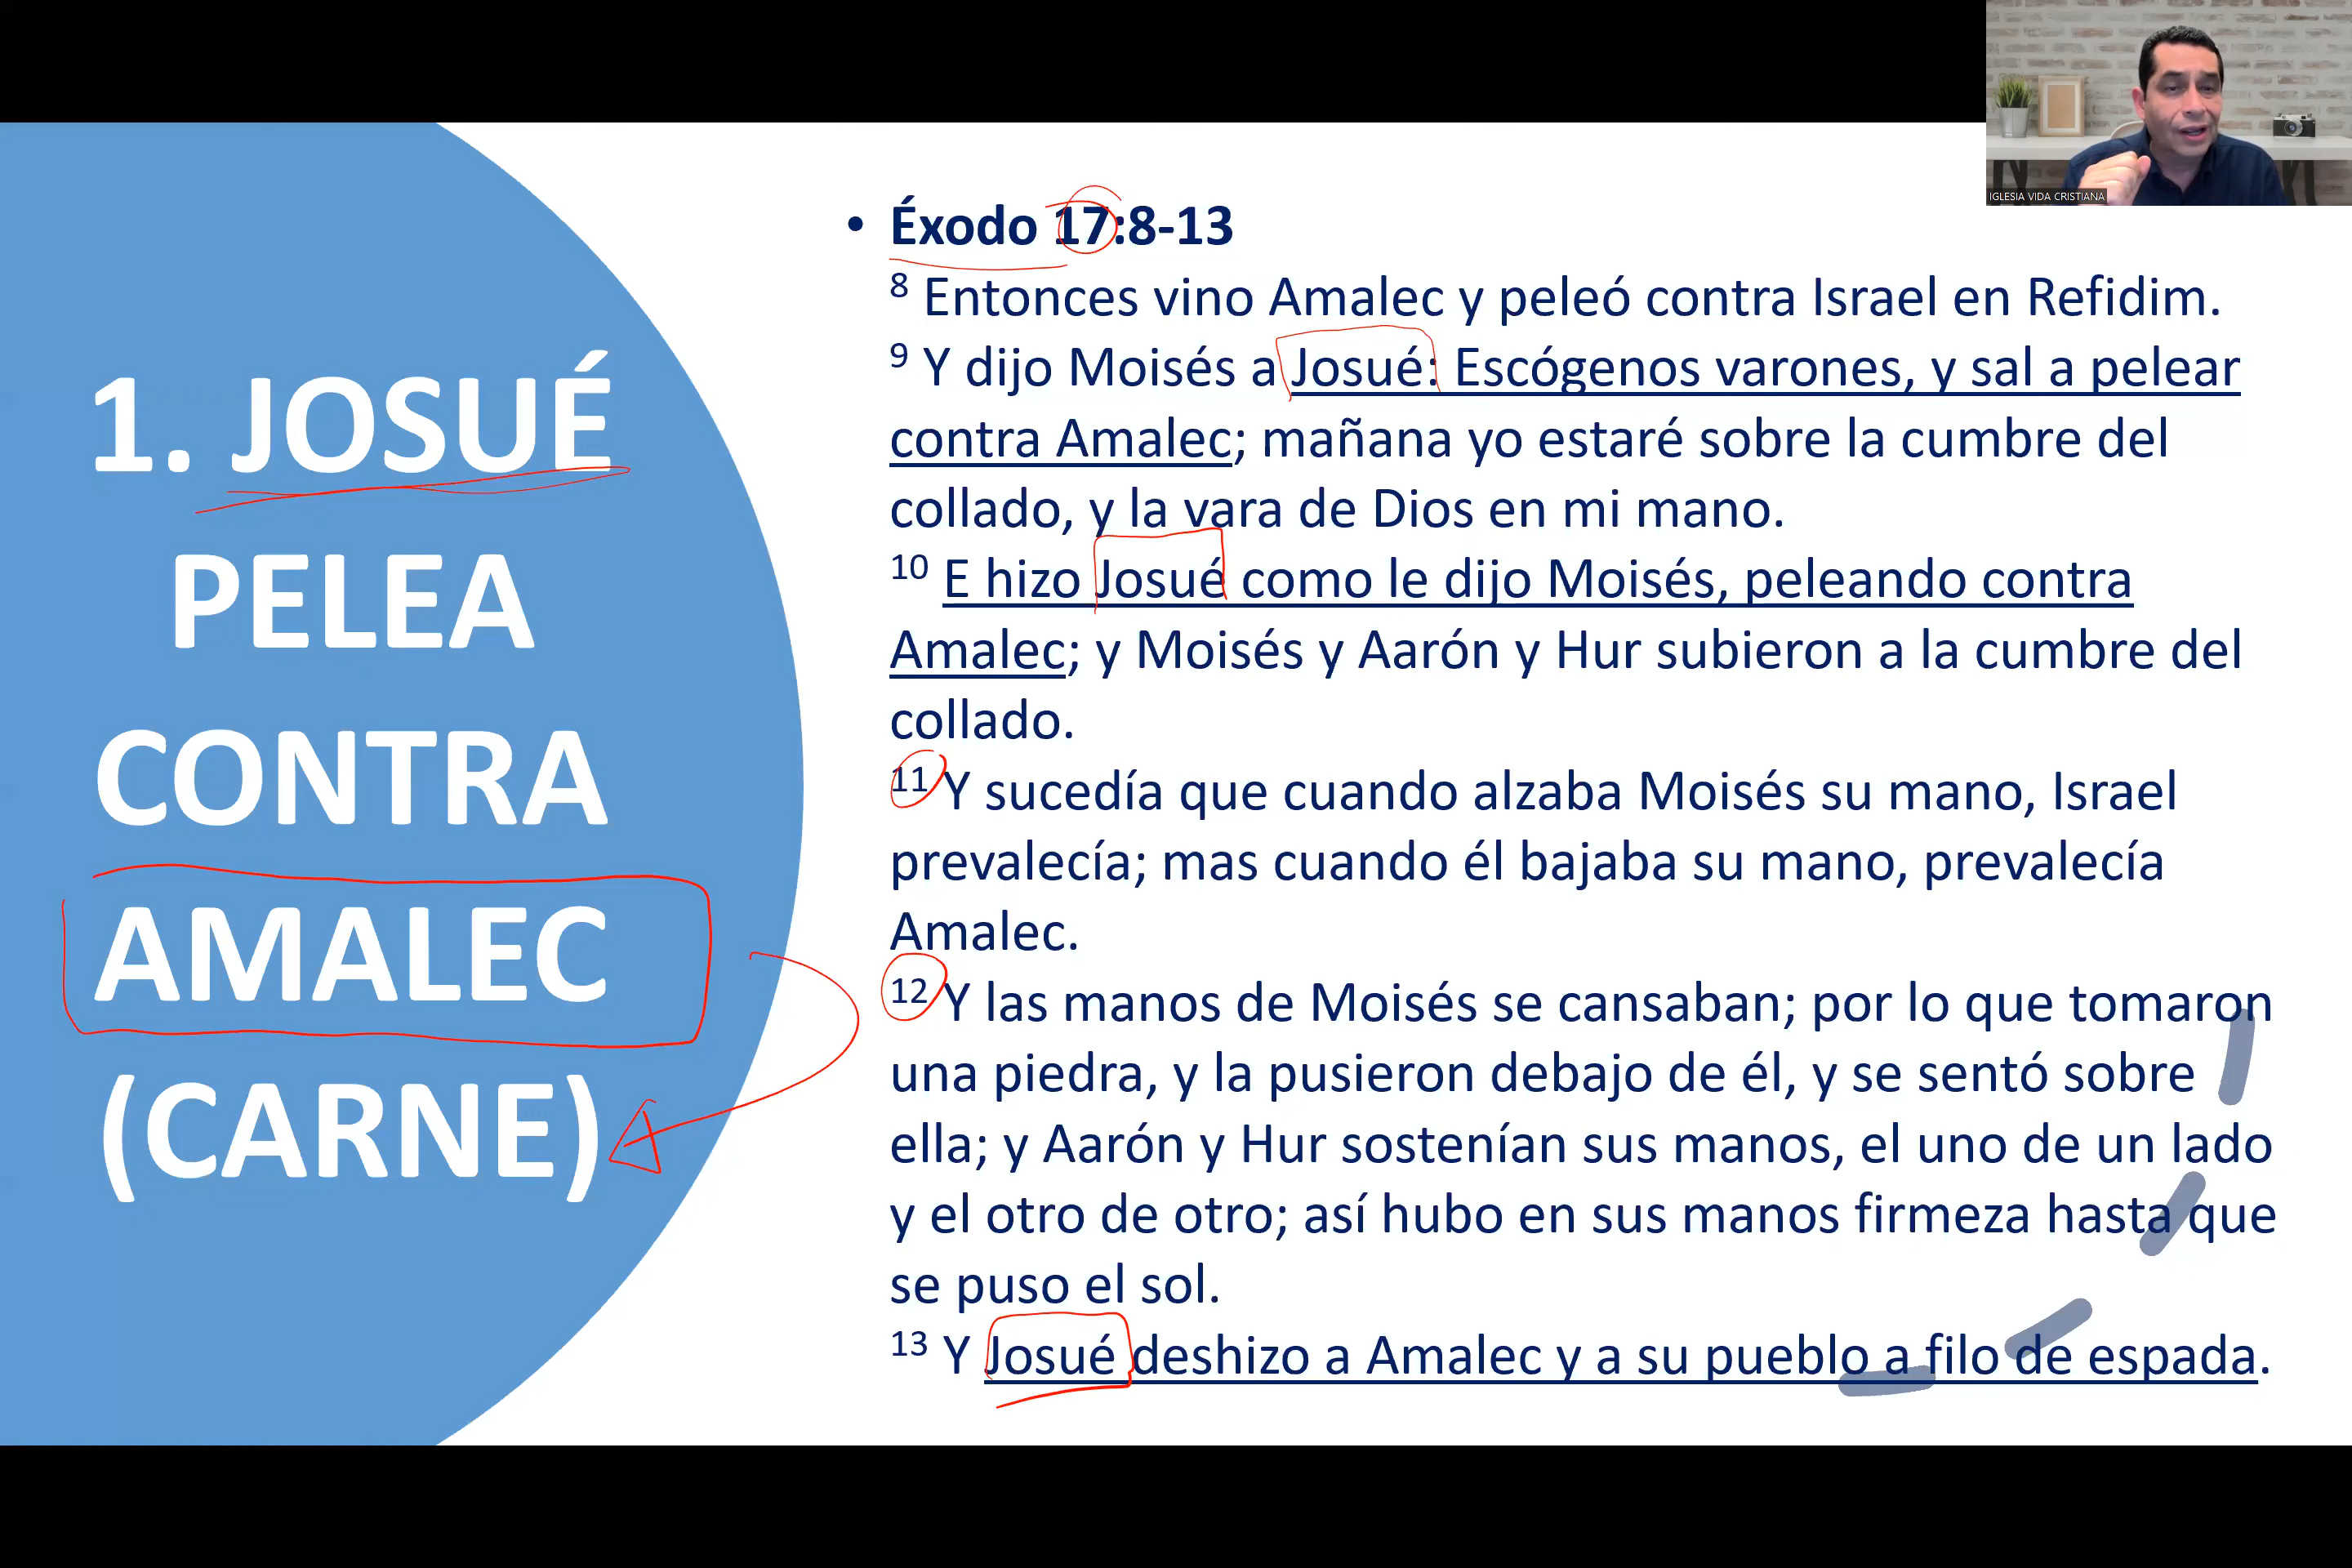 IGLESIA VIDA CRISTIANA
1. JOSUÉ
PELEA
CONTRA
AMALEC
(CARNE)
• Éxodo 17:8-13
8 Entonces vino Amalec y peleó contra Israel en Refidim.
9 Y dijo Moisés a Josué: Escógenos varones, y sal a pelear
contra Amalec; mañana yo estaré sobre la cumbre del
collado, y la vara de Dios en mi mano.
10 E hizo Josué como le dijo Moisés, peleando contra
Amalec; y Moisés y Aarón y Hur subieron a la cumbre del
collado.
11 Y sucedía que cuando alzaba Moisés su mano, Israel
prevalecía; mas cuando él bajaba su mano, prevalecía
Amalec.
12 Y las manos de Moisés se cansaban; por lo que tomaron
una piedra, y la pusieron debajo de él, y se sentó sobre
ella; y Aarón y Hur sostenían sus manos, el uno de un lado
y el otro de otro; así hubo en sus manos firmeza hasta que
se puso el sol.
13 Y Josué deshizo a Amalec y a su pueblo a filo de espada.